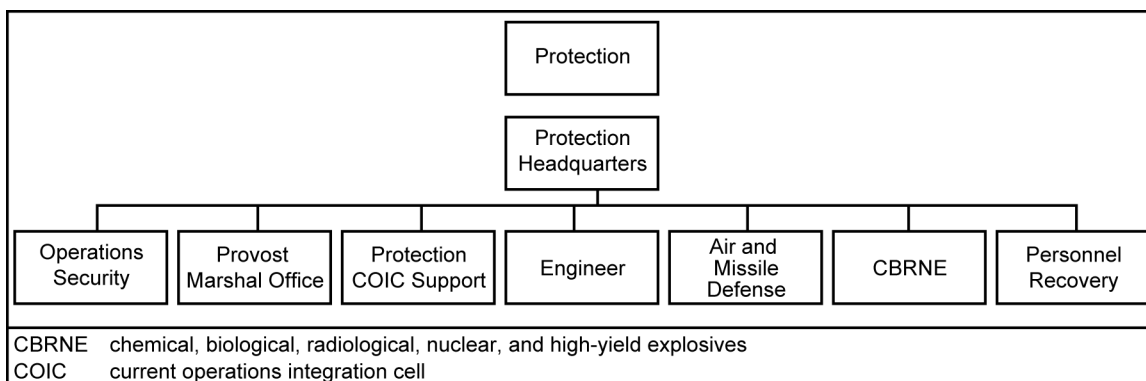 Protection
Protection
Headquarters
Operations
Security
Provost
Marshal Office
Protection
COIC Support
Engineer
Air and
Missile
Defense
CBRNE
Personnel
Recovery
CBRNE chemical, biological, radiological, nuclear, and high-yield explosives
COIC current operations integration cell